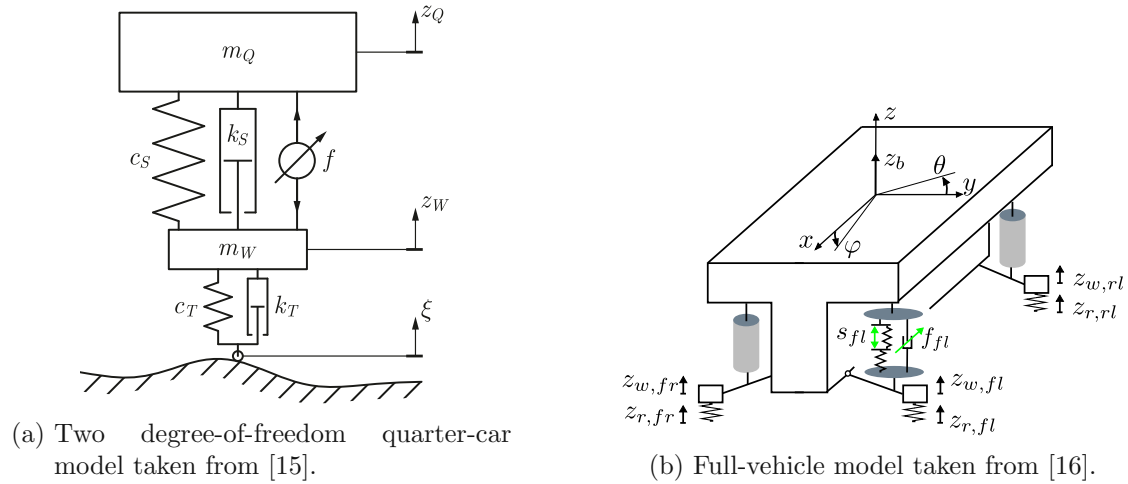 z_Q
m_Q
c_S
k_S
f
z_W
m_W
c_T
k_T
ξ
(a) Two degree-of-freedom quarter-car
model taken from [15].
z
z_b
θ
y
x
φ
z_{w,rl}
z_{r,rl}
s_{fl}
f_{fl}
z_{w,fr}
z_{w,fl}
z_{r,fr}
z_{r,fl}
(b) Full-vehicle model taken from [16].